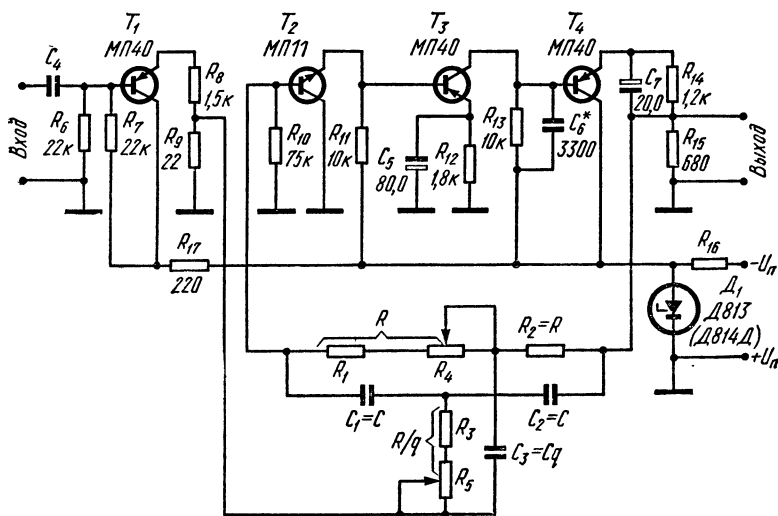 T₁
МП40
T₂
МП11
T₃
МП40
T₄
МП40
C₄
R₈
1,5к
C₇
20,0
R₁₄
1,2к
Вход
R₆
22к
R₇
22к
R₉
22
R₁₀
75к
R₁₁
10к
C₅
80,0
R₁₂
1,8к
R₁₃
10к
C₆*
3300
R₁₅
680
Выход
R₁₇
220
R₁₆
−Uп
Д₁
Д813
(Д814Д)
+Uп
R
R₁
R₄
R₂=R
C₁=C
C₂=C
R/q
R₃
R₅
C₃=Cq